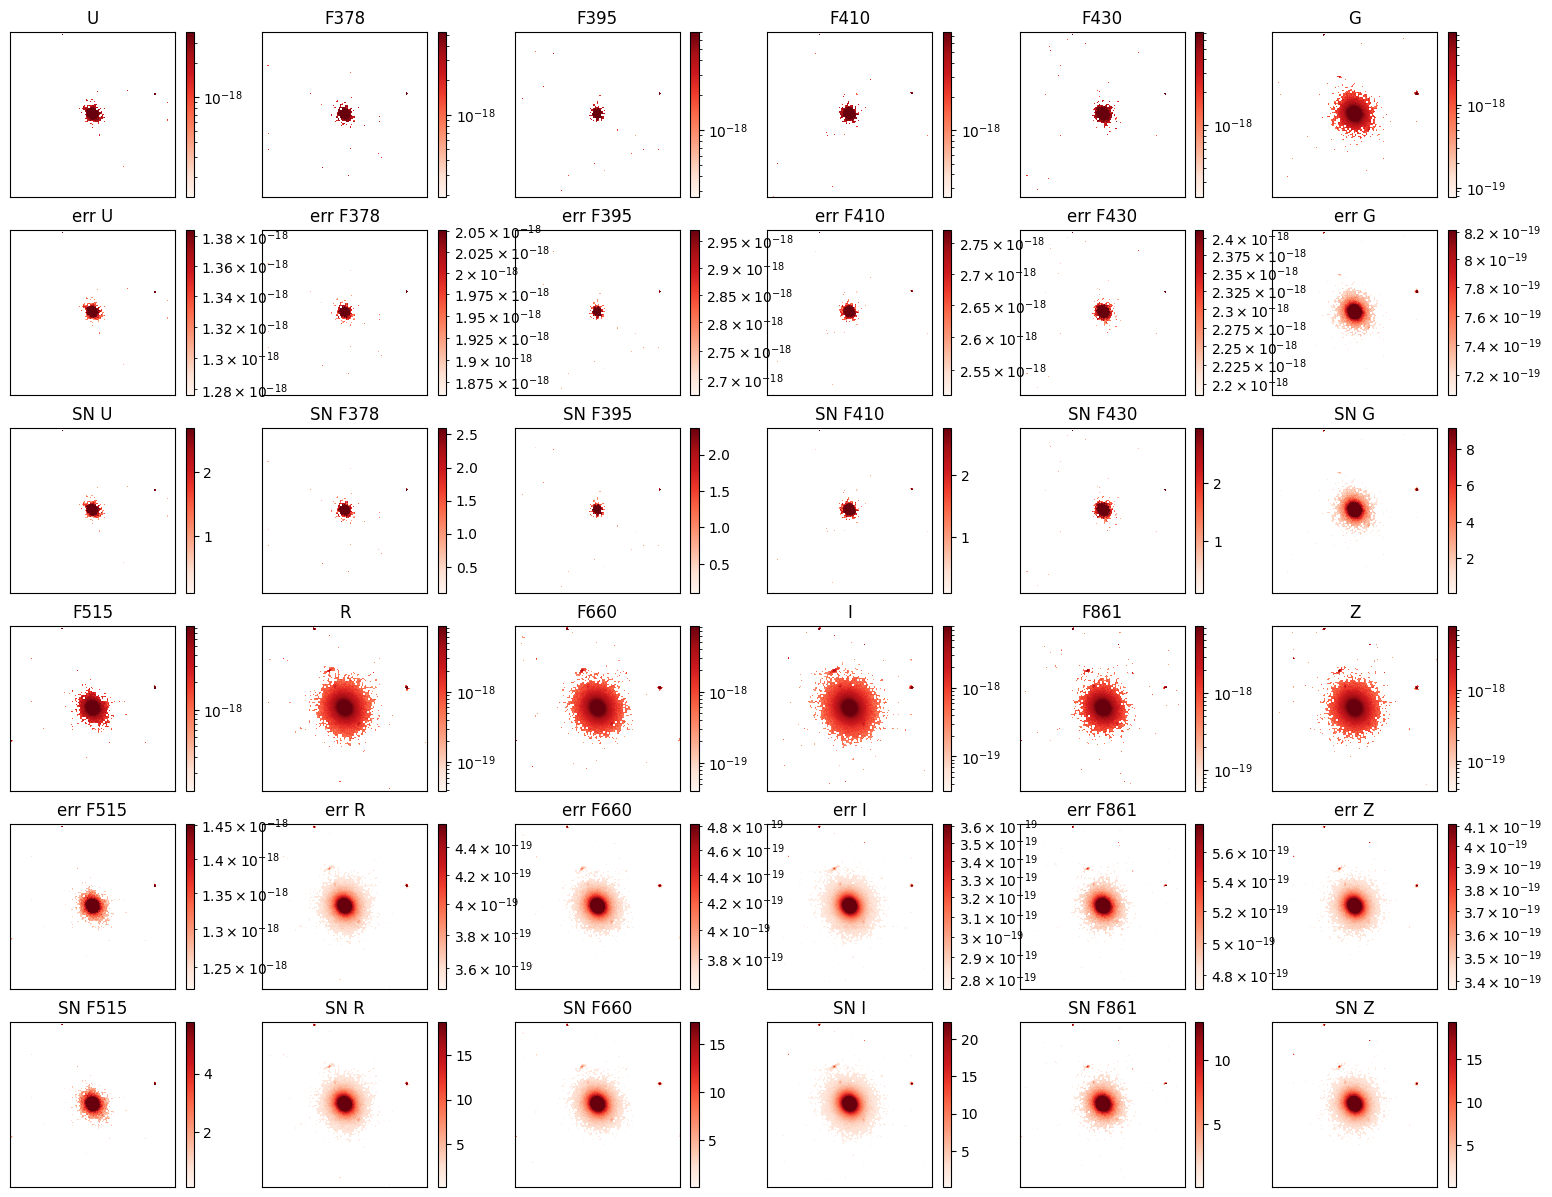 U F378 F395 F410 F430 G
10⁻¹⁸ 10⁻¹⁸ 10⁻¹⁸ 10⁻¹⁸ 10⁻¹⁸ 10⁻¹⁸
10⁻¹⁹
err U err F378 err F395 err F410 err F430 err G
1.38 × 10⁻¹⁸
1.36 × 10⁻¹⁸
1.34 × 10⁻¹⁸
1.32 × 10⁻¹⁸
1.3 × 10⁻¹⁸
1.28 × 10⁻¹⁸
2.05 × 10⁻¹⁸
2.025 × 10⁻¹⁸
2 × 10⁻¹⁸
1.975 × 10⁻¹⁸
1.95 × 10⁻¹⁸
1.925 × 10⁻¹⁸
1.9 × 10⁻¹⁸
1.875 × 10⁻¹⁸
2.95 × 10⁻¹⁸
2.9 × 10⁻¹⁸
2.85 × 10⁻¹⁸
2.8 × 10⁻¹⁸
2.75 × 10⁻¹⁸
2.7 × 10⁻¹⁸
2.75 × 10⁻¹⁸
2.7 × 10⁻¹⁸
2.65 × 10⁻¹⁸
2.6 × 10⁻¹⁸
2.55 × 10⁻¹⁸
2.4 × 10⁻¹⁸
2.375 × 10⁻¹⁸
2.35 × 10⁻¹⁸
2.325 × 10⁻¹⁸
2.3 × 10⁻¹⁸
2.275 × 10⁻¹⁸
2.25 × 10⁻¹⁸
2.225 × 10⁻¹⁸
2.2 × 10⁻¹⁸
8.2 × 10⁻¹⁹
8 × 10⁻¹⁹
7.8 × 10⁻¹⁹
7.6 × 10⁻¹⁹
7.4 × 10⁻¹⁹
7.2 × 10⁻¹⁹
SN U SN F378 SN F395 SN F410 SN F430 SN G
2
1
2.5
2.0
1.5
1.0
0.5
2.0
1.5
1.0
0.5
2
1
2
1
8
6
4
2
F515 R F660 I F861 Z
10⁻¹⁸
10⁻¹⁸
10⁻¹⁹
10⁻¹⁸
10⁻¹⁹
10⁻¹⁸
10⁻¹⁹
10⁻¹⁸
10⁻¹⁹
10⁻¹⁸
10⁻¹⁹
err F515 err R err F660 err I err F861 err Z
1.45 × 10⁻¹⁸
1.4 × 10⁻¹⁸
1.35 × 10⁻¹⁸
1.3 × 10⁻¹⁸
1.25 × 10⁻¹⁸
4.4 × 10⁻¹⁹
4.2 × 10⁻¹⁹
4 × 10⁻¹⁹
3.8 × 10⁻¹⁹
3.6 × 10⁻¹⁹
4.8 × 10⁻¹⁹
4.6 × 10⁻¹⁹
4.4 × 10⁻¹⁹
4.2 × 10⁻¹⁹
4 × 10⁻¹⁹
3.8 × 10⁻¹⁹
3.6 × 10⁻¹⁹
3.5 × 10⁻¹⁹
3.4 × 10⁻¹⁹
3.3 × 10⁻¹⁹
3.2 × 10⁻¹⁹
3.1 × 10⁻¹⁹
3 × 10⁻¹⁹
2.9 × 10⁻¹⁹
2.8 × 10⁻¹⁹
5.6 × 10⁻¹⁹
5.4 × 10⁻¹⁹
5.2 × 10⁻¹⁹
5 × 10⁻¹⁹
4.8 × 10⁻¹⁹
4.1 × 10⁻¹⁹
4 × 10⁻¹⁹
3.9 × 10⁻¹⁹
3.8 × 10⁻¹⁹
3.7 × 10⁻¹⁹
3.6 × 10⁻¹⁹
3.5 × 10⁻¹⁹
3.4 × 10⁻¹⁹
SN F515 SN R SN F660 SN I SN F861 SN Z
4
2
15
10
5
15
10
5
20
15
10
5
10
5
15
10
5